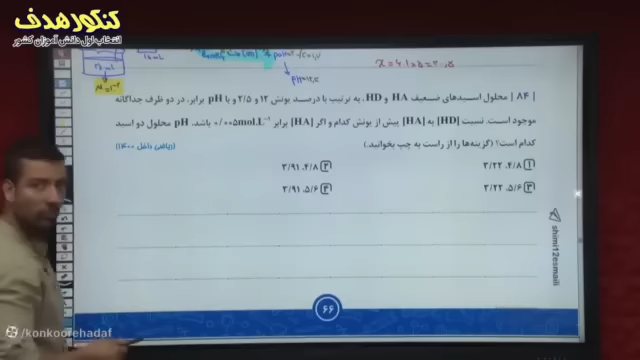 کنکور هدف
انتخاب اول دانش آموزان کشور
۸۴ | محلول اسیدهای ضعیف HA و HD، به ترتیب با درصد یونش ۱۲ و ۲/۵ و با pH برابر، در دو ظرف جداگانه
موجود است. نسبت [HD] به [HA] پیش از یونش کدام و اگر [HA] برابر ۰/۰۰۵mol.L⁻¹ باشد، pH محلول دو اسید
کدام است؟ (گزینه‌ها را از راست به چپ بخوانید.) (ریاضی داخل ۱۴۰۰)
۱) ۳/۲۲ ،۴/۸ ۲) ۳/۹۱ ،۴/۸
۳) ۳/۲۲ ،۵/۶ ۴) ۳/۹۱ ،۵/۶
shimi12esmaili
۶۶
/konkoorehadaf